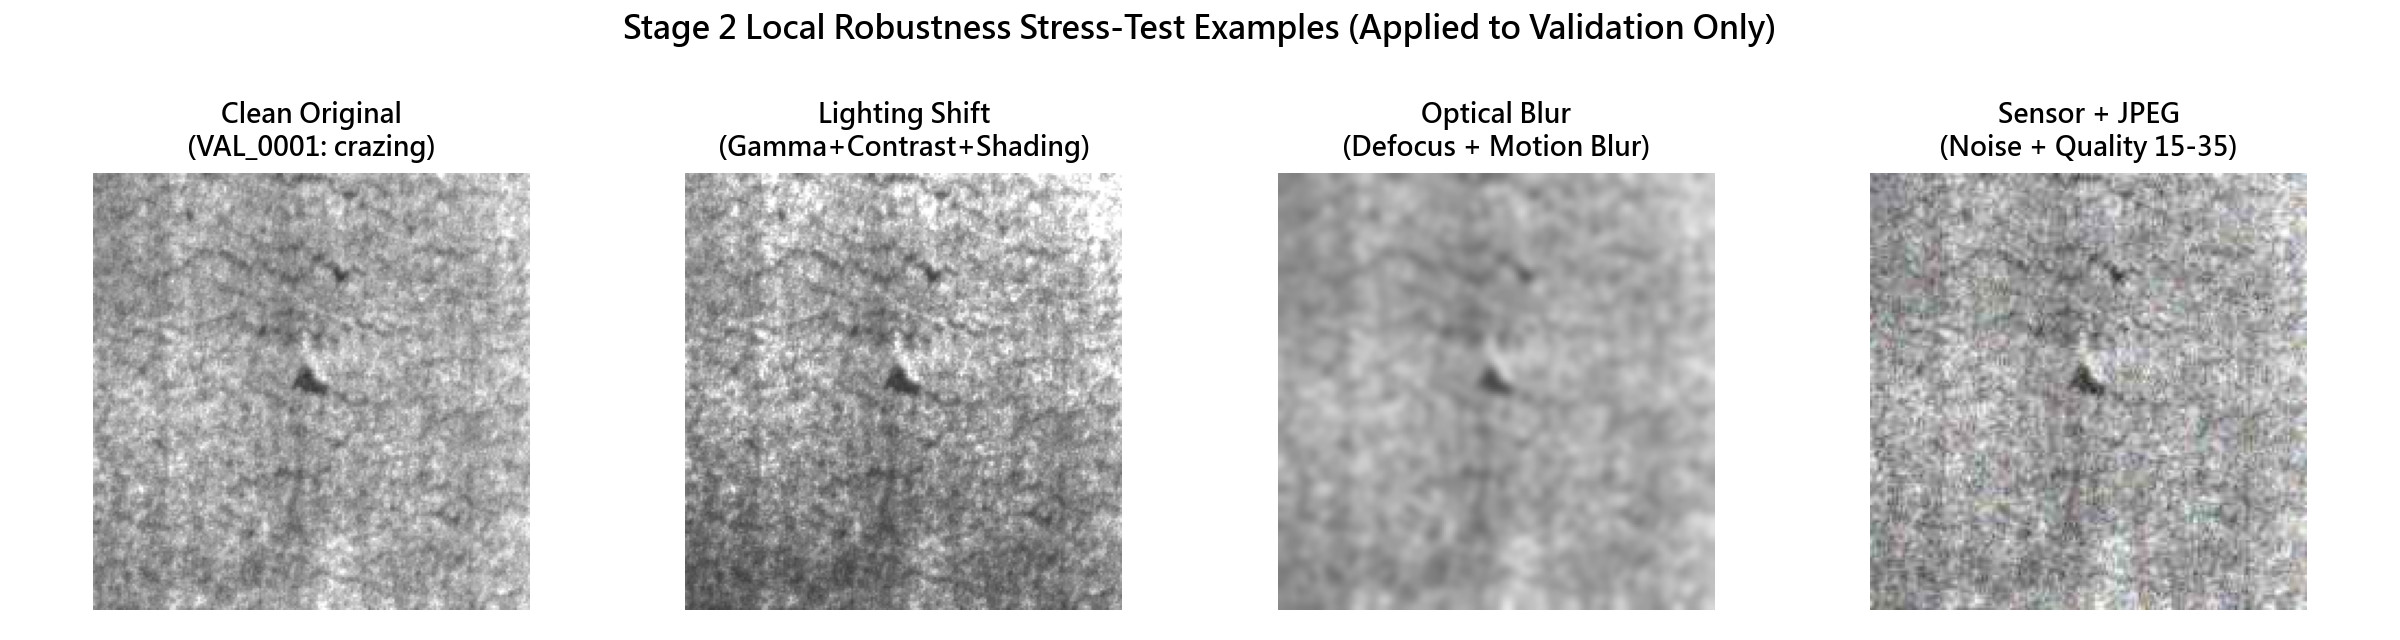 Stage 2 Local Robustness Stress-Test Examples (Applied to Validation Only)
Clean Original
(VAL_0001: crazing)
Lighting Shift
(Gamma+Contrast+Shading)
Optical Blur
(Defocus + Motion Blur)
Sensor + JPEG
(Noise + Quality 15-35)